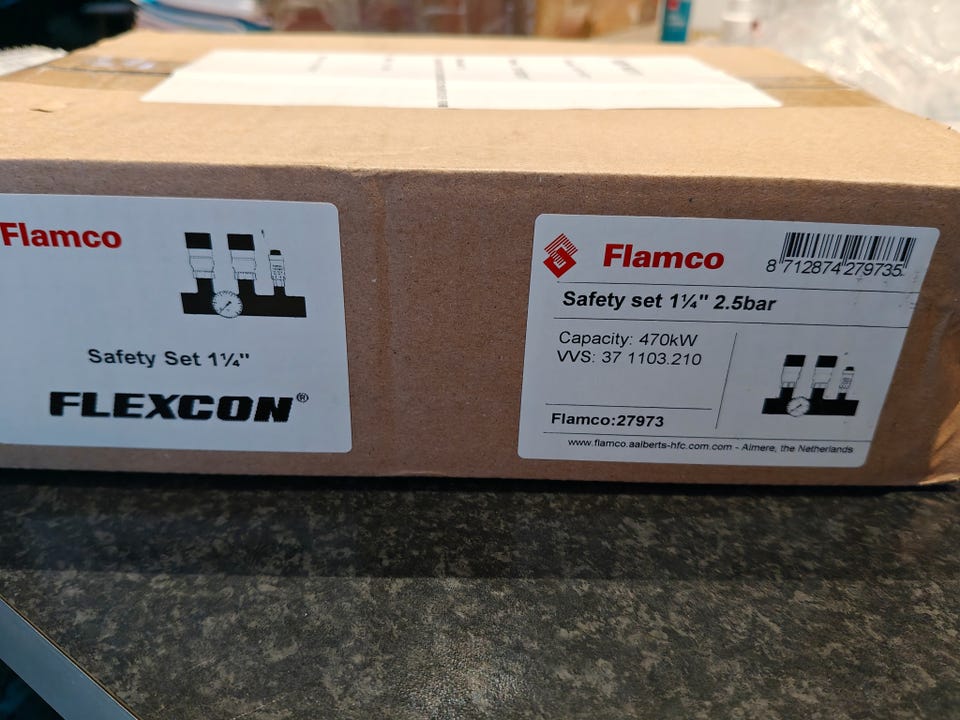 Flamco
Safety Set 1¼"
FLEXCON®
Flamco
8 712874 279735
Safety set 1¼" 2.5bar
Capacity: 470kW
VVS: 37 1103.210
Flamco:27973
www.flamco.aalberts-hfc.com.com - Almere, the Netherlands